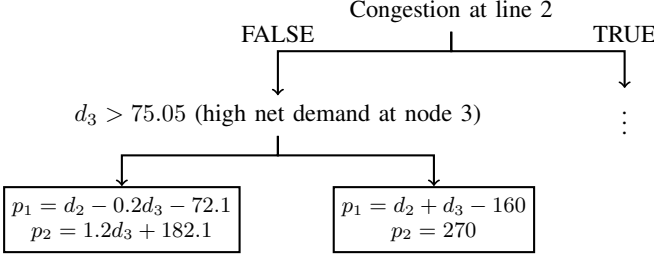 Congestion at line 2
FALSE
TRUE
d₃ > 75.05 (high net demand at node 3)
⋮
p₁ = d₂ − 0.2d₃ − 72.1
p₂ = 1.2d₃ + 182.1
p₁ = d₂ + d₃ − 160
p₂ = 270